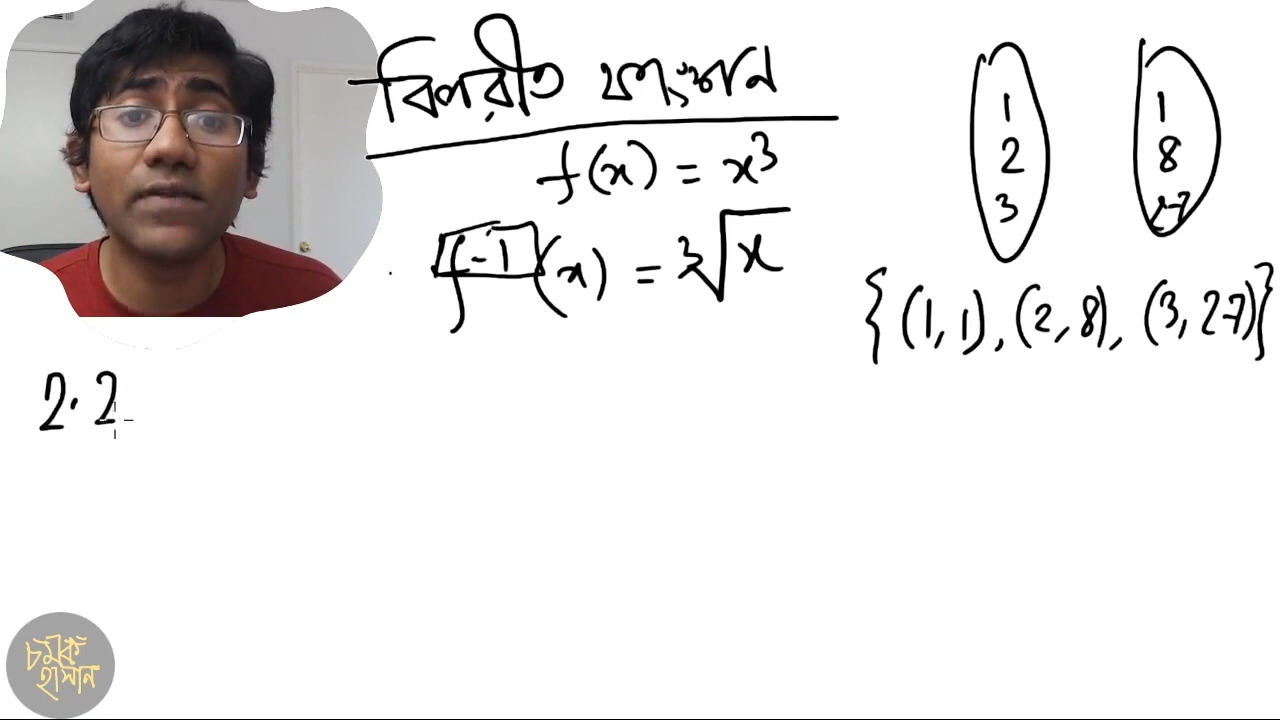 বিপরীত ফাংশন
f(x) = x³
f⁻¹(x) = ³√x
1
2
3
1
8
27
{(1, 1), (2, 8), (3, 27)}
2·2
চমক
হাসান